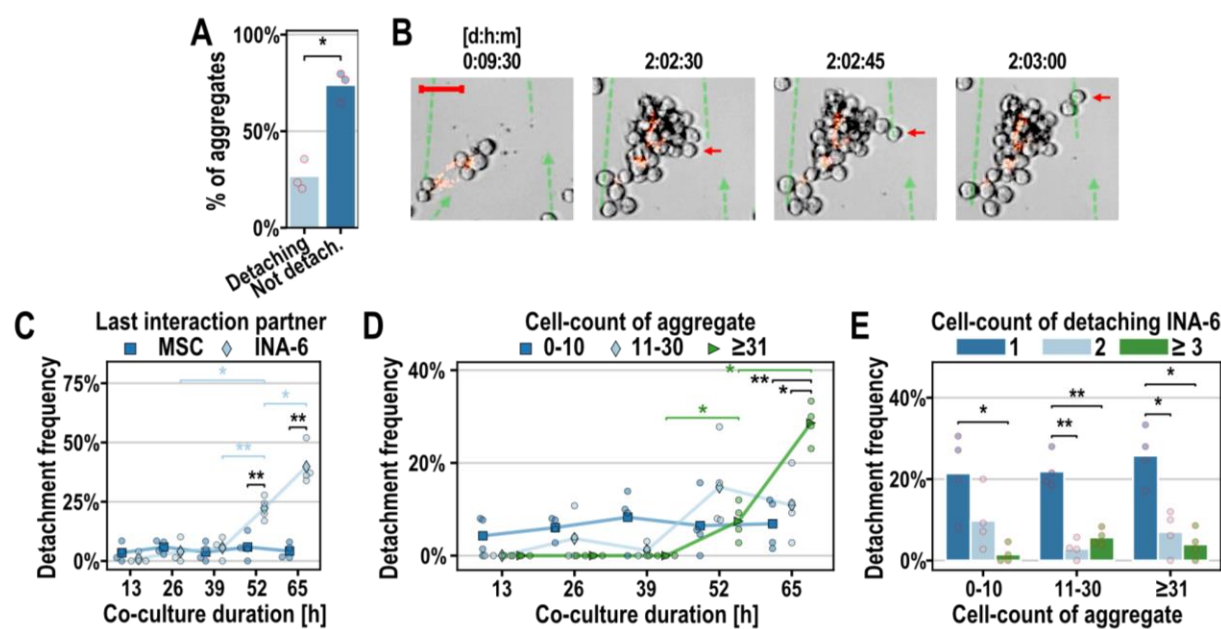 A
100%
50%
0%
% of aggregates
*
Detaching
Not detach.
B
[d:h:m]
0:09:30
2:02:30
2:02:45
2:03:00
C
Last interaction partner
MSC
INA-6
Detachment frequency
75%
50%
25%
0%
*
*
**
**
**
13
26
39
52
65
Co-culture duration [h]
D
Cell-count of aggregate
0-10
11-30
≥31
Detachment frequency
40%
20%
0%
*
**
*
*
13
26
39
52
65
Co-culture duration [h]
E
Cell-count of detaching INA-6
1
2
≥ 3
Detachment frequency
40%
20%
0%
*
**
**
*
*
0-10
11-30
≥31
Cell-count of aggregate